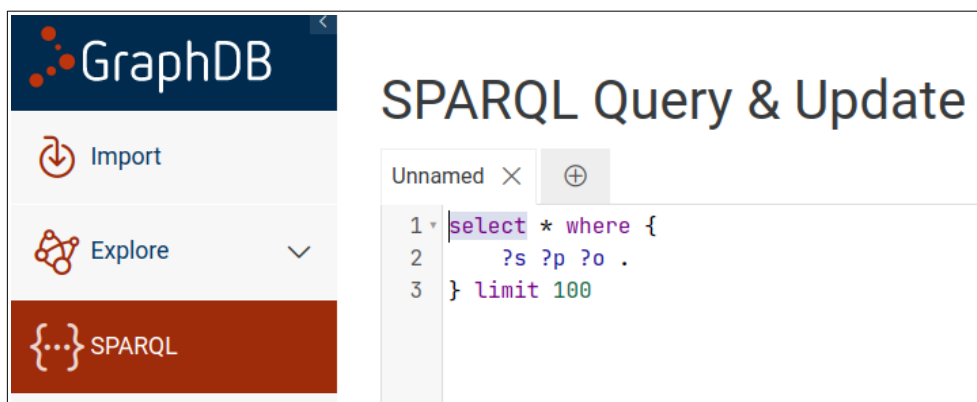 GraphDB
Import
Explore
SPARQL
SPARQL Query & Update
Unnamed
1 select * where {
2 ?s ?p ?o .
3 } limit 100